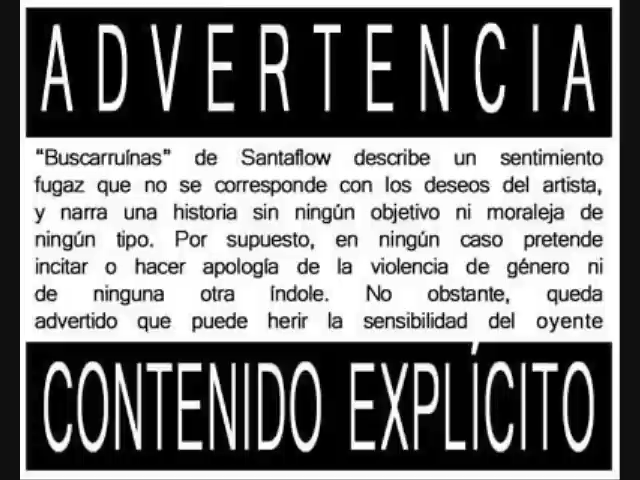 ADVERTENCIA
“Buscarruínas” de Santaflow describe un sentimiento
fugaz que no se corresponde con los deseos del artista,
y narra una historia sin ningún objetivo ni moraleja de
ningún tipo. Por supuesto, en ningún caso pretende
incitar o hacer apología de la violencia de género ni
de ninguna otra índole. No obstante, queda
advertido que puede herir la sensibilidad del oyente
CONTENIDO EXPLÍCITO